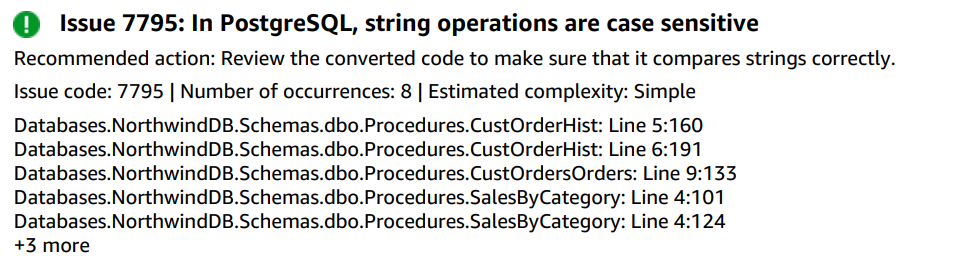 Issue 7795: In PostgreSQL, string operations are case sensitive
Recommended action: Review the converted code to make sure that it compares strings correctly.
Issue code: 7795 | Number of occurrences: 8 | Estimated complexity: Simple
Databases.NorthwindDB.Schemas.dbo.Procedures.CustOrderHist: Line 5:160
Databases.NorthwindDB.Schemas.dbo.Procedures.CustOrderHist: Line 6:191
Databases.NorthwindDB.Schemas.dbo.Procedures.CustOrdersOrders: Line 9:133
Databases.NorthwindDB.Schemas.dbo.Procedures.SalesByCategory: Line 4:101
Databases.NorthwindDB.Schemas.dbo.Procedures.SalesByCategory: Line 4:124
+3 more